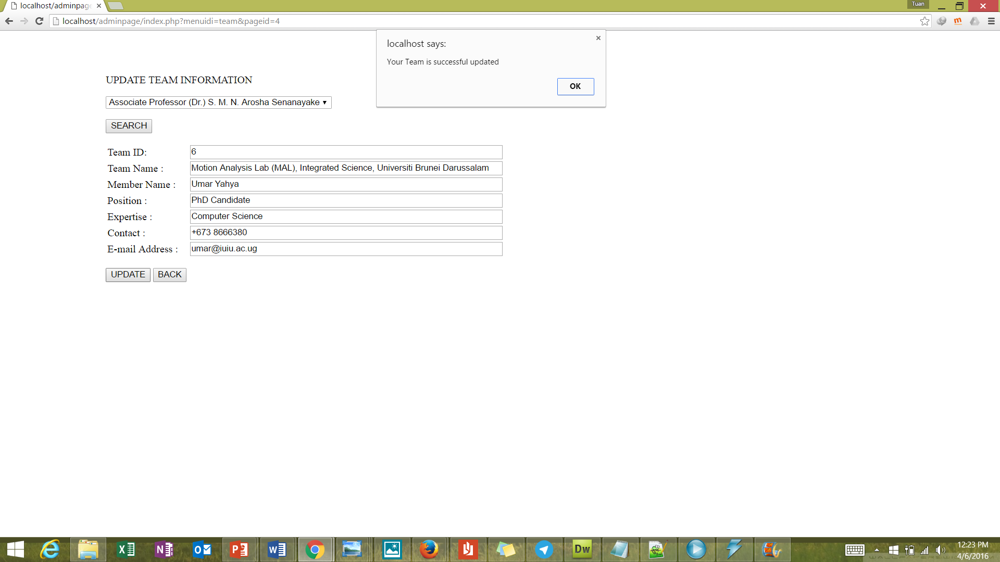 localhost/adminpage
Tuan
localhost/adminpage/index.php?menuidi=team&pageid=4
localhost says:
Your Team is successful updated
OK
UPDATE TEAM INFORMATION
Associate Professor (Dr.) S. M. N. Arosha Senanayake
SEARCH
Team ID: 6
Team Name : Motion Analysis Lab (MAL), Integrated Science, Universiti Brunei Darussalam
Member Name : Umar Yahya
Position : PhD Candidate
Expertise : Computer Science
Contact : +673 8666380
E-mail Address : umar@iuiu.ac.ug
UPDATE BACK
Dw
12:23 PM
4/6/2016